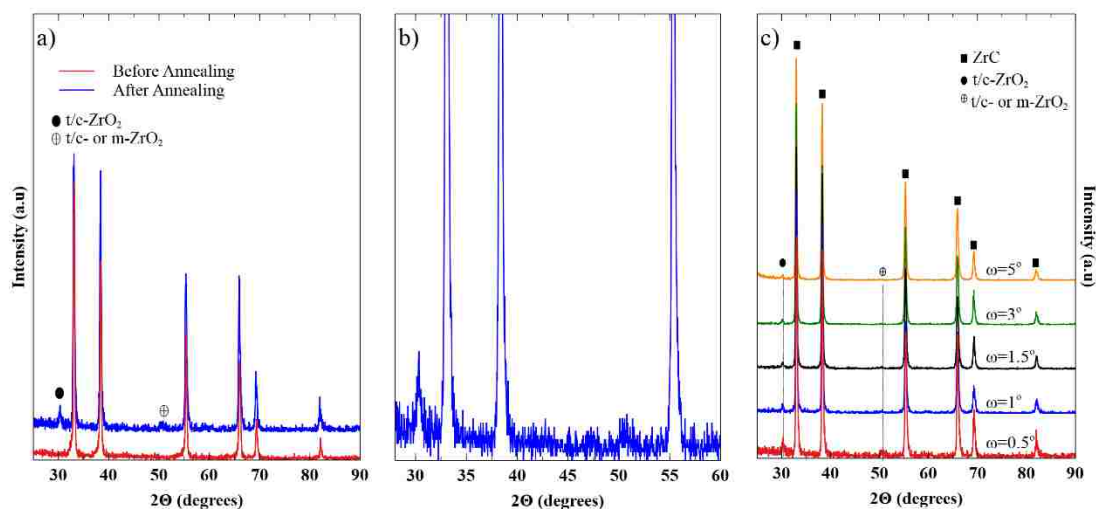 a)
Before Annealing
After Annealing
t/c-ZrO₂
t/c- or m-ZrO₂
Intensity (a.u)
30 40 50 60 70 80 90
2Θ (degrees)
b)
30 35 40 45 50 55 60
2Θ (degrees)
c)
ZrC
t/c-ZrO₂
t/c- or m-ZrO₂
ω=5°
ω=3°
ω=1.5°
ω=1°
ω=0.5°
Intensity (a.u)
30 40 50 60 70 80 90
2Θ (degrees)